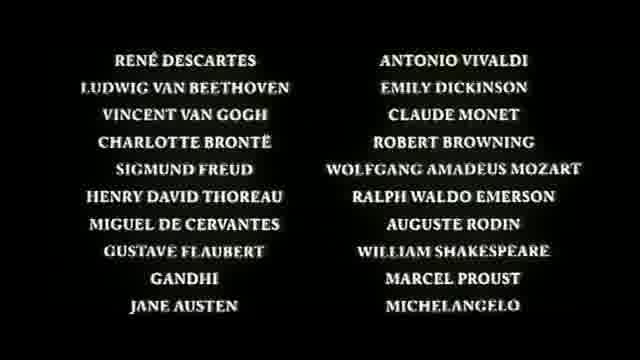 RENÉ DESCARTES
LUDWIG VAN BEETHOVEN
VINCENT VAN GOGH
CHARLOTTE BRONTË
SIGMUND FREUD
HENRY DAVID THOREAU
MIGUEL DE CERVANTES
GUSTAVE FLAUBERT
GANDHI
JANE AUSTEN
ANTONIO VIVALDI
EMILY DICKINSON
CLAUDE MONET
ROBERT BROWNING
WOLFGANG AMADEUS MOZART
RALPH WALDO EMERSON
AUGUSTE RODIN
WILLIAM SHAKESPEARE
MARCEL PROUST
MICHELANGELO